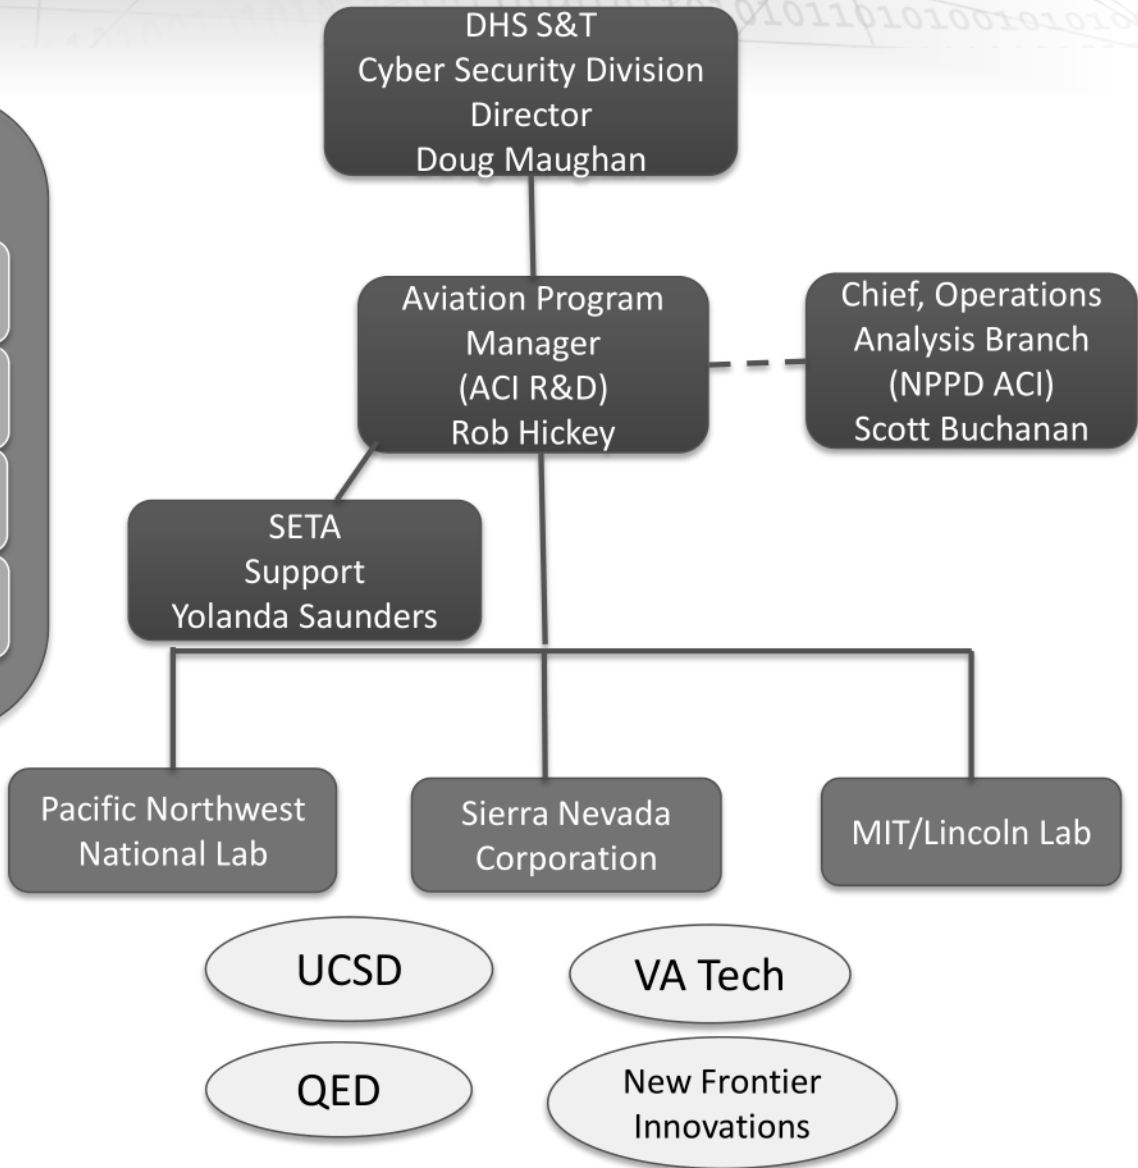 DHS S&T
Cyber Security Division
Director
Doug Maughan
Aviation Program
Manager
(ACI R&D)
Rob Hickey
Chief, Operations
Analysis Branch
(NPPD ACI)
Scott Buchanan
SETA
Support
Yolanda Saunders
Pacific Northwest
National Lab
Sierra Nevada
Corporation
MIT/Lincoln Lab
UCSD
VA Tech
QED
New Frontier
Innovations